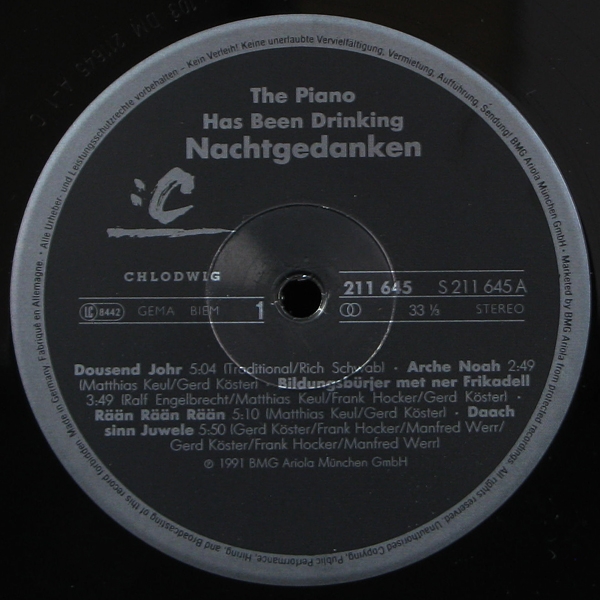 Alle Urheber- und Leistungsschutzrechte vorbehalten – Kein Verleih! Keine unerlaubte Vervielfältigung, Vermietung, Aufführung, Sendung! BMG Ariola München GmbH • Marketed by BMG Ariola
The Piano
Has Been Drinking
Nachtgedanken
:C
CHLODWIG
211 645 S 211 645 A
LC 8442 GEMA BIEM 1 33 ⅓ STEREO
Dousend Johr 5:04 (Traditional/Rich Schwab) · Arche Noah 2:49
(Matthias Keul/Gerd Köster) · Bildungsbürjer met ner Frikadell
3:49 (Ralf Engelbrecht/Matthias Keul/Frank Hocker/Gerd Köster)
· Rään Rään Rään 5:10 (Matthias Keul/Gerd Köster) · Daach
sinn Juwele 5:50 (Gerd Köster/Frank Hocker/Manfred Werr/
Gerd Köster/Frank Hocker/Manfred Werr)
℗ 1991 BMG Ariola München GmbH
from protected recordings. All rights reserved. Unauthorised Copying, Public Performance, Hiring, and Broadcasting of this record forbidden. Made in Germany. Fabriqué en Allemagne. •